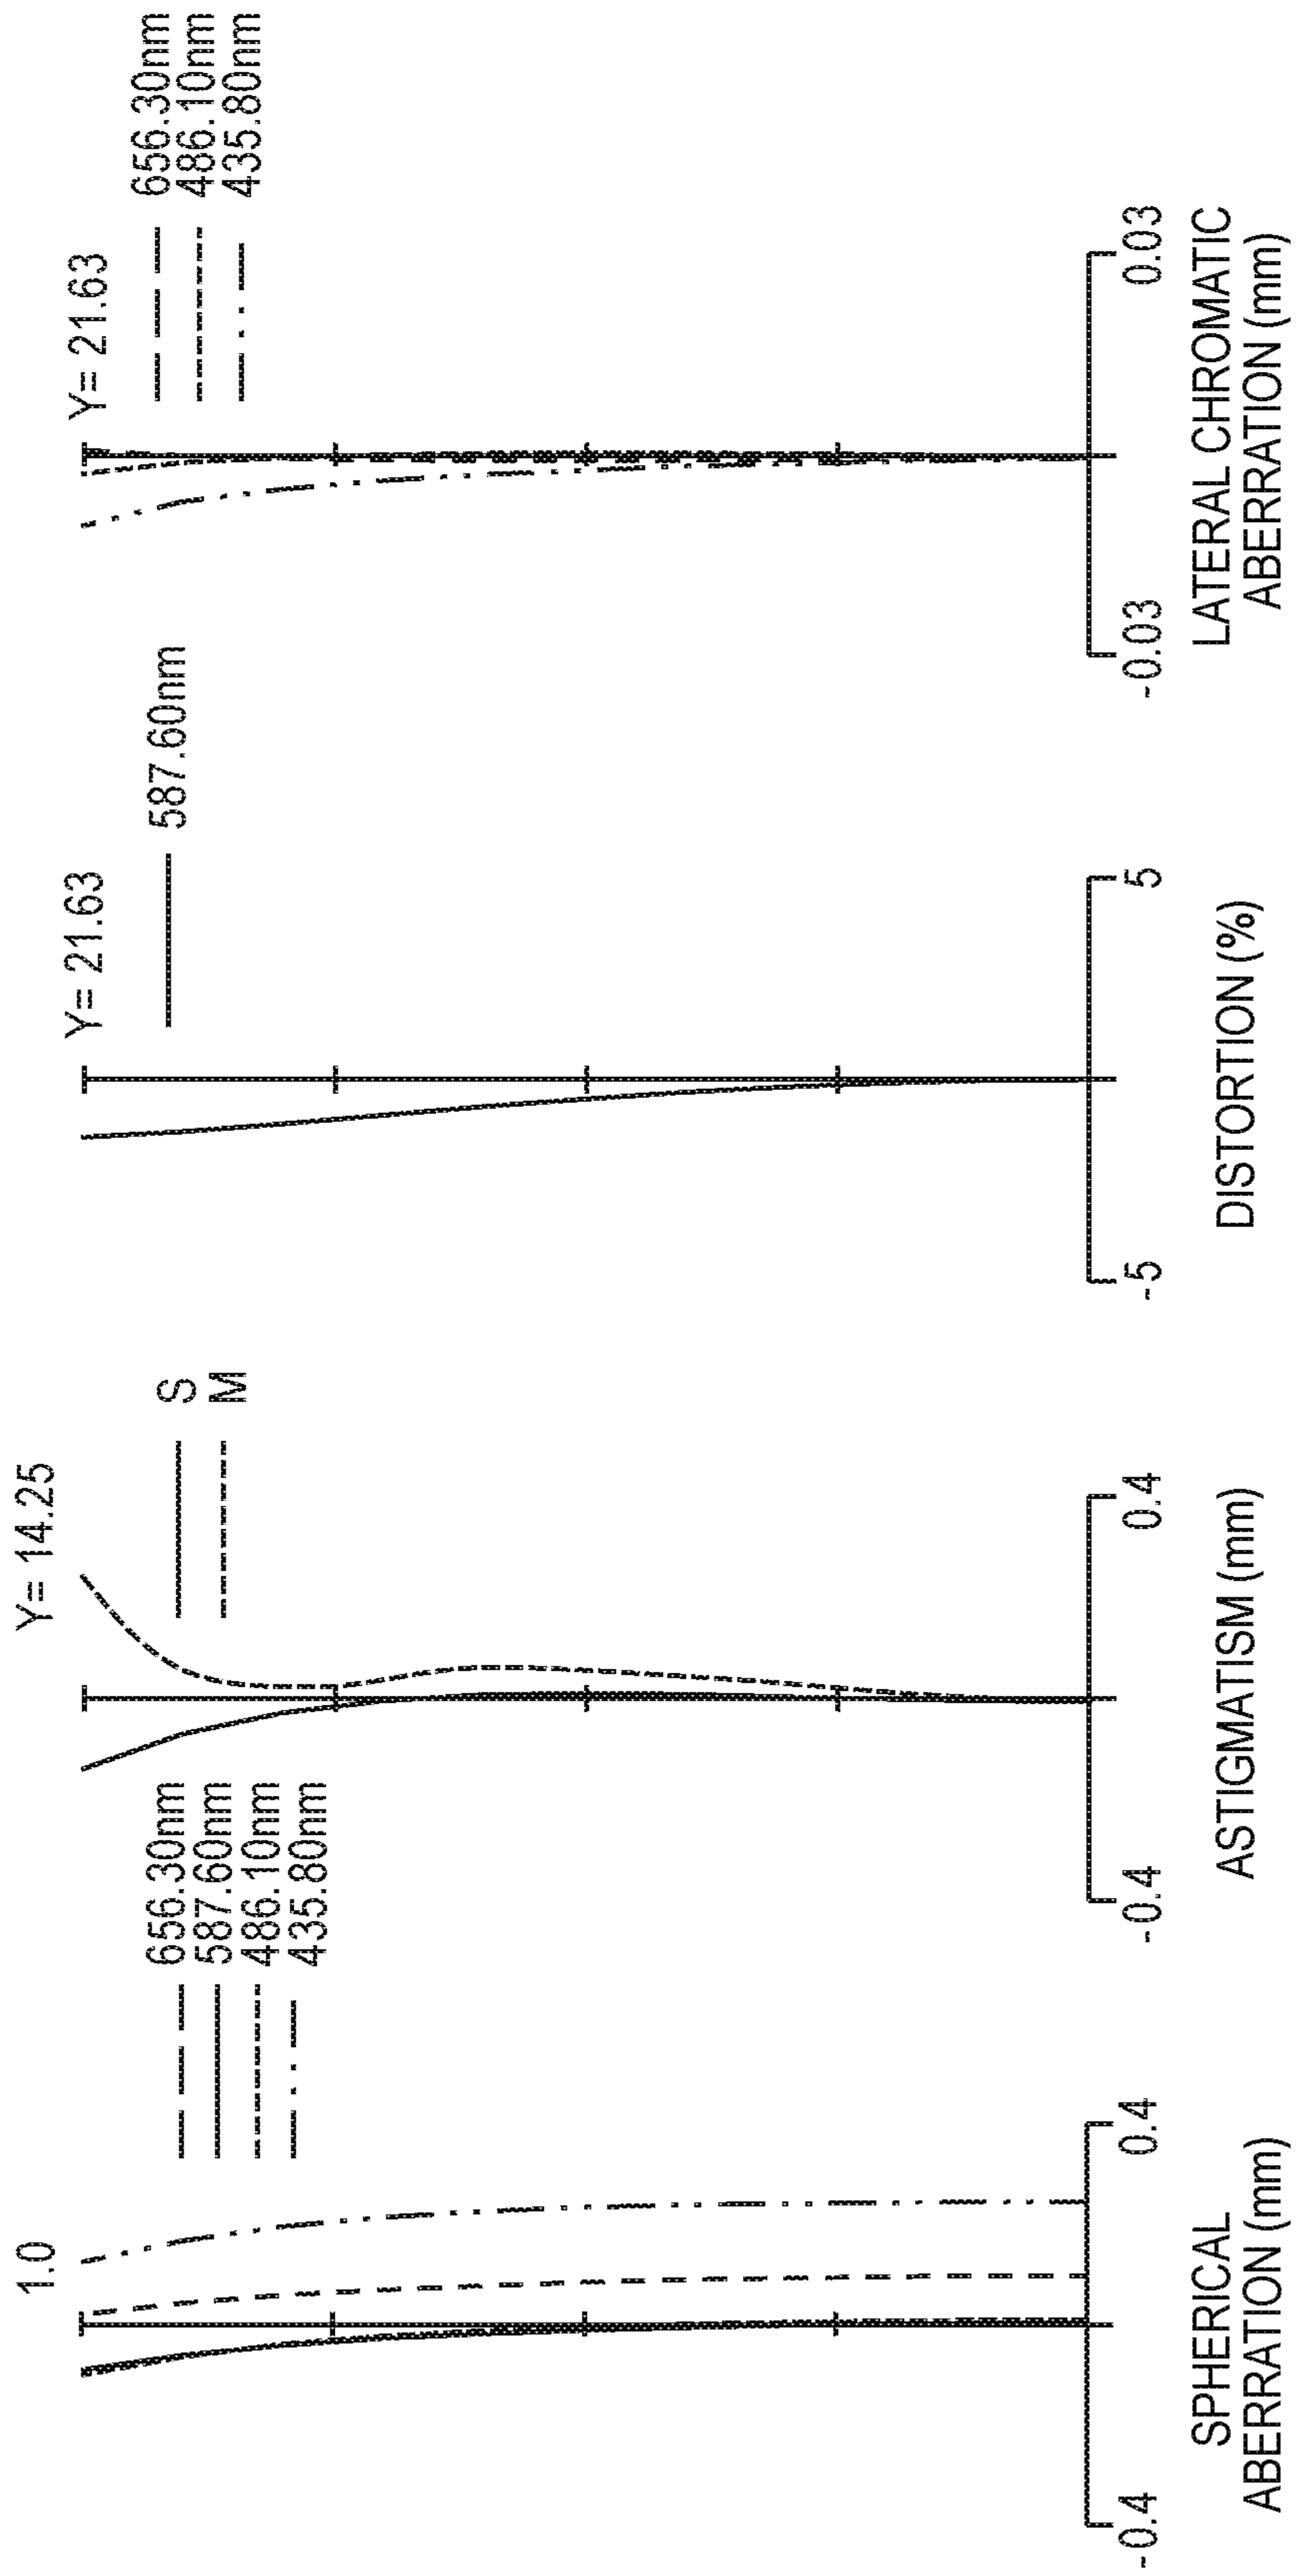 1.0
656.30nm
587.60nm
486.10nm
435.80nm
-0.4
0.4
SPHERICAL
ABERRATION (mm)
Y= 14.25
S
M
-0.4
0.4
ASTIGMATISM (mm)
Y= 21.63
587.60nm
-5
5
DISTORTION (%)
Y= 21.63
656.30nm
486.10nm
435.80nm
-0.03
0.03
LATERAL CHROMATIC
ABERRATION (mm)